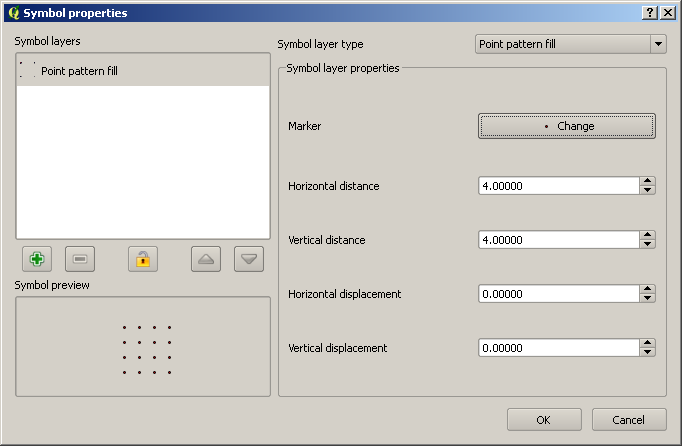 Symbol properties
Symbol layers
Point pattern fill
Symbol preview
Symbol layer type
Point pattern fill
Symbol layer properties
Marker
Change
Horizontal distance
4.00000
Vertical distance
4.00000
Horizontal displacement
0.00000
Vertical displacement
0.00000
OK
Cancel